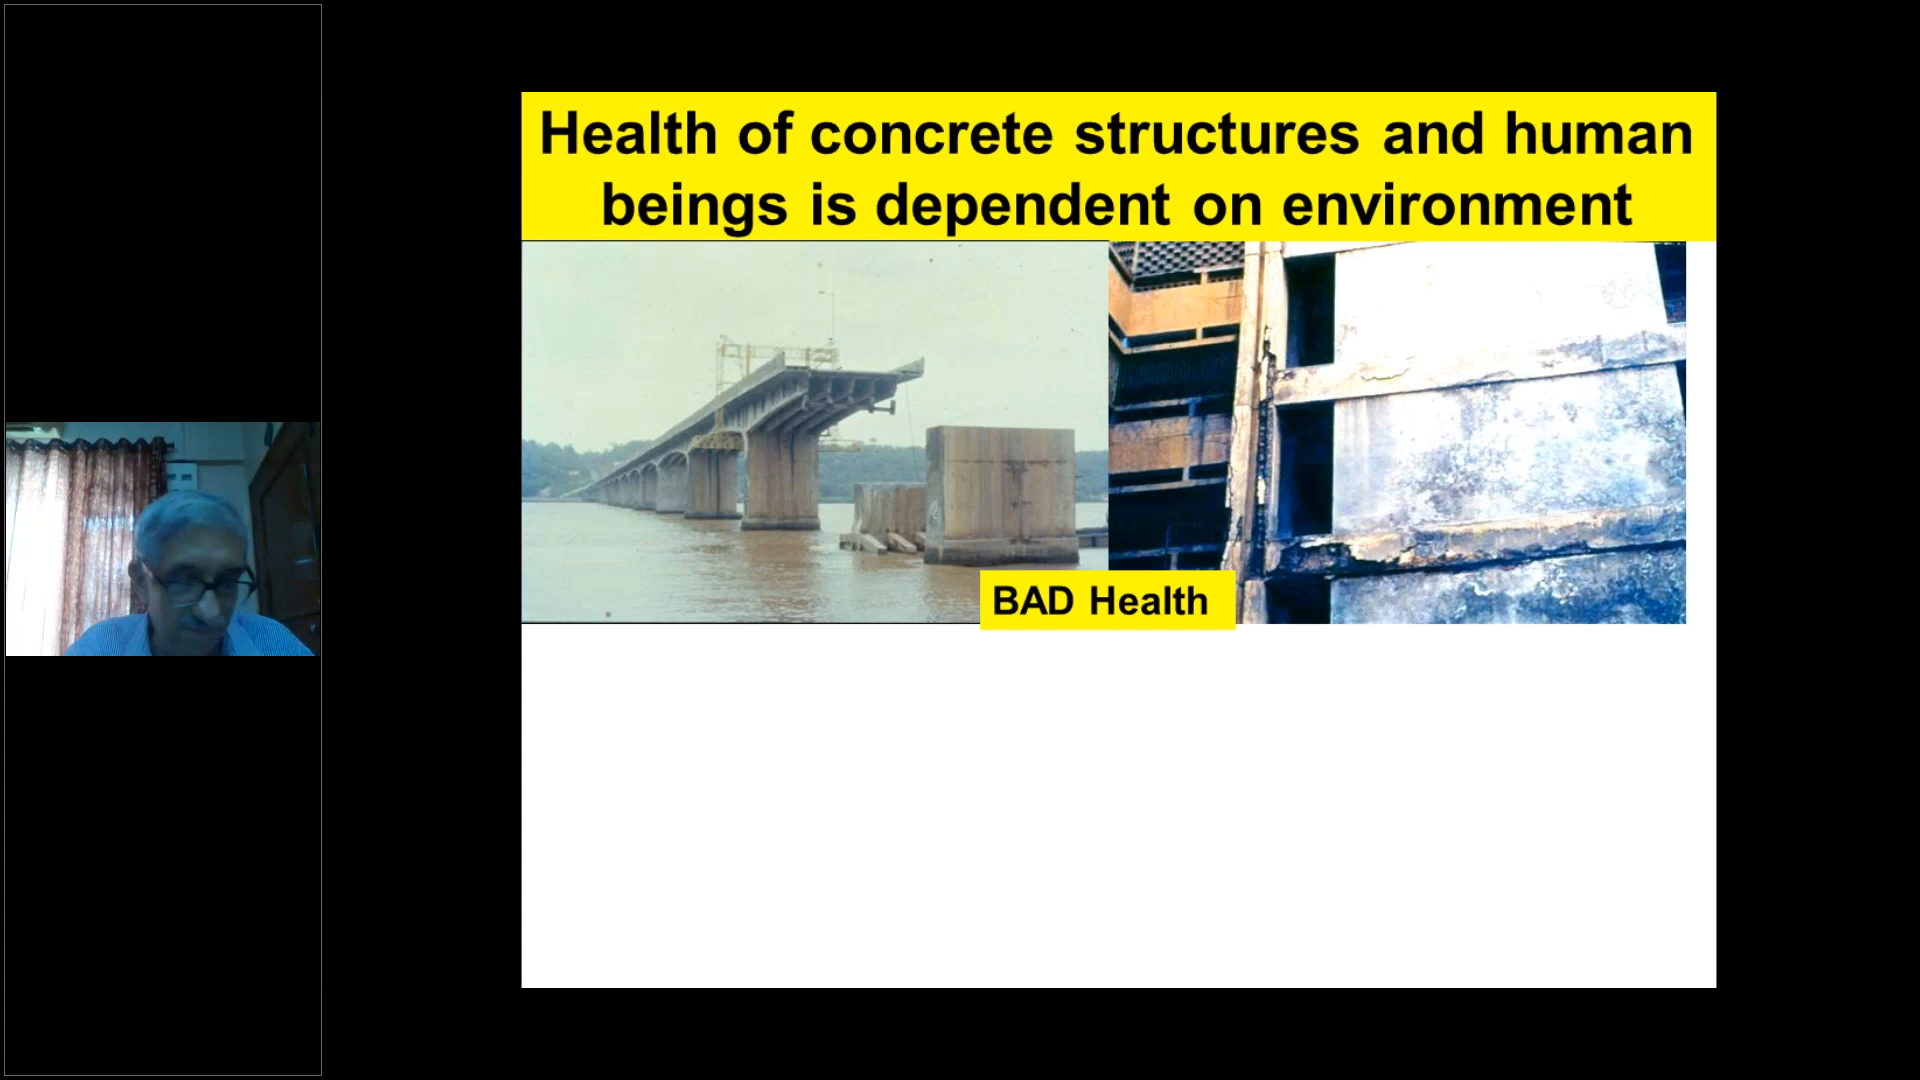 Health of concrete structures and human
beings is dependent on environment
BAD Health